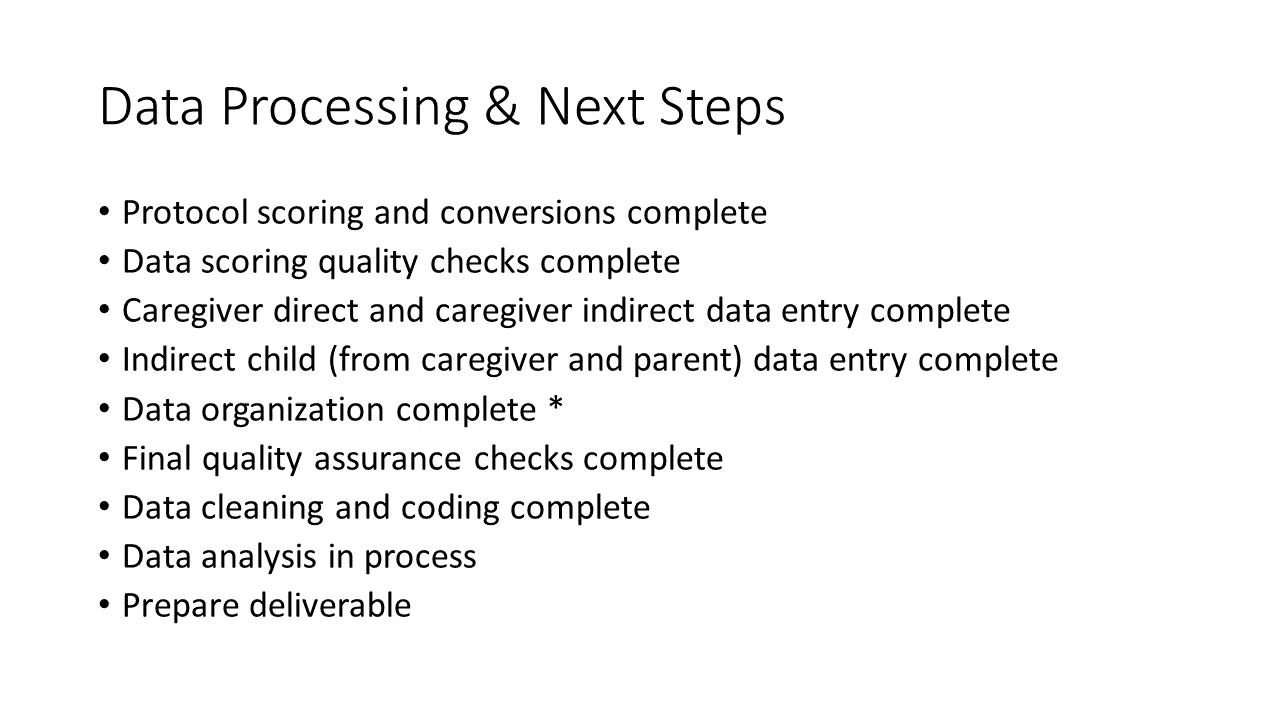 Data Processing & Next Steps
• Protocol scoring and conversions complete
• Data scoring quality checks complete
• Caregiver direct and caregiver indirect data entry complete
• Indirect child (from caregiver and parent) data entry complete
• Data organization complete *
• Final quality assurance checks complete
• Data cleaning and coding complete
• Data analysis in process
• Prepare deliverable